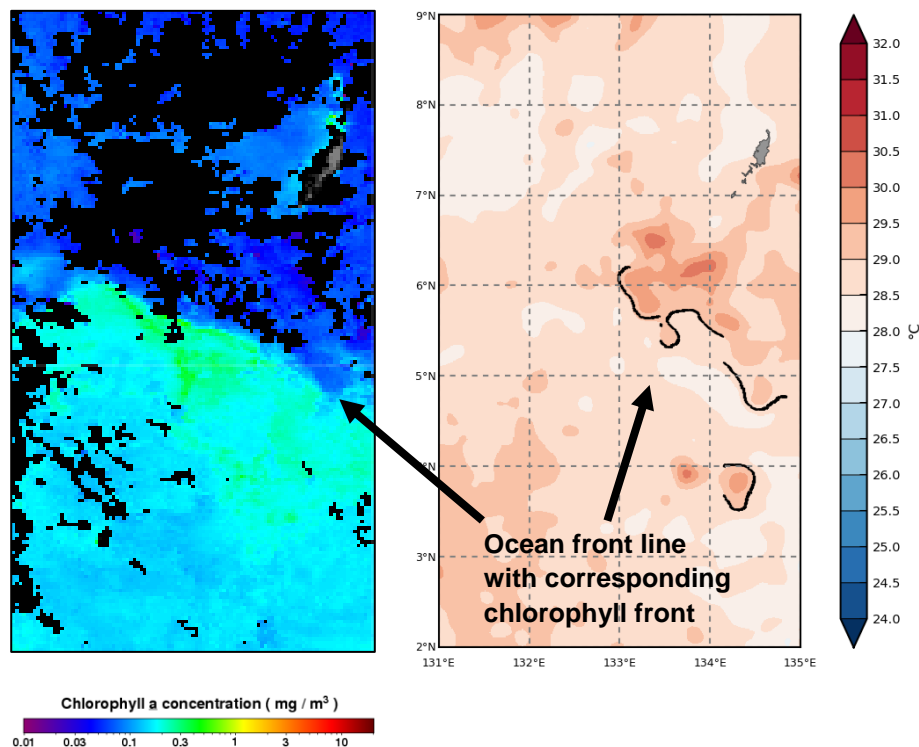 9°N
8°N
7°N
6°N
5°N
°N
3°N
2°N
131°E 132°E 133°E 134°E 135°E
32.0
31.5
31.0
30.5
30.0
29.5
29.0
28.5
28.0
27.5
27.0
26.5
26.0
25.5
25.0
24.5
24.0
°C
Ocean front line
with corresponding
chlorophyll front
Chlorophyll a concentration ( mg / m³ )
0.01 0.03 0.1 0.3 1 3 10